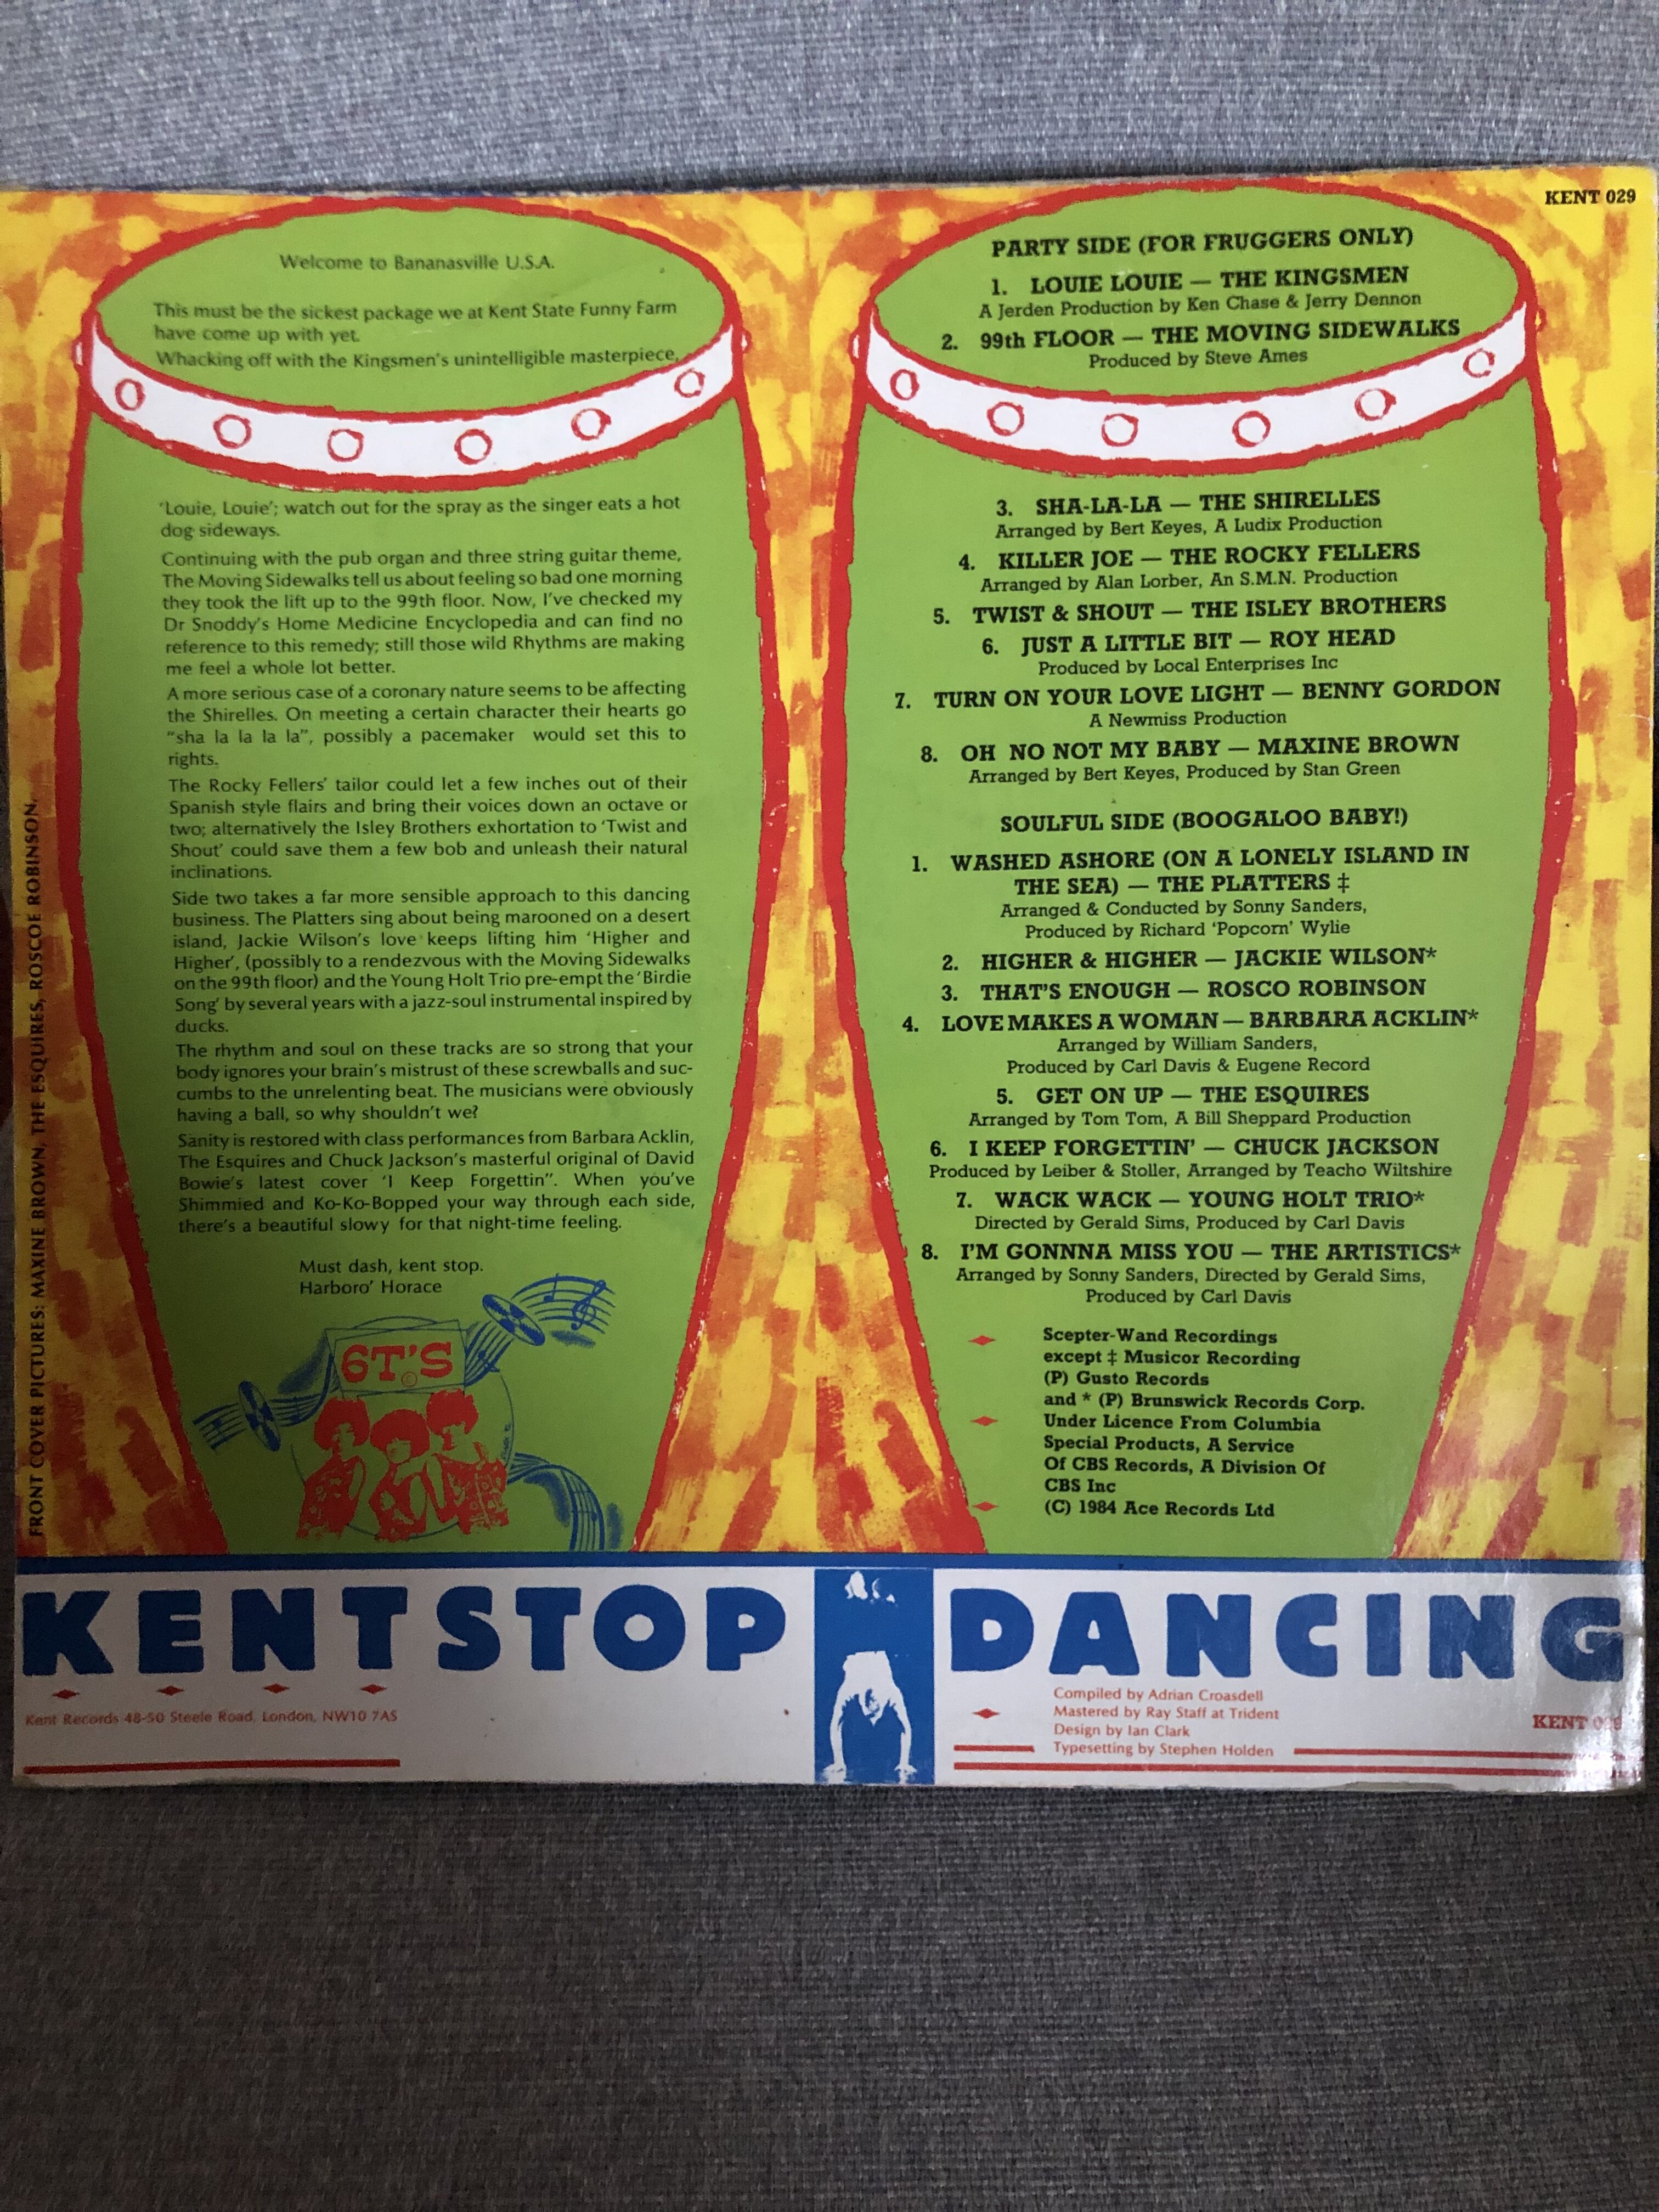 KENT 029
Welcome to Bananasville U.S.A.
This must be the sickest package we at Kent State Funny Farm
have come up with yet.
Whacking off with the Kingsmen's unintelligible masterpiece,
'Louie, Louie'; watch out for the spray as the singer eats a hot
dog sideways.
Continuing with the pub organ and three string guitar theme,
The Moving Sidewalks tell us about feeling so bad one morning
they took the lift up to the 99th floor. Now, I've checked my
Dr Snoddy's Home Medicine Encyclopedia and can find no
reference to this remedy; still those wild Rhythms are making
me feel a whole lot better.
A more serious case of a coronary nature seems to be affecting
the Shirelles. On meeting a certain character their hearts go
"sha la la la la", possibly a pacemaker would set this to
rights.
The Rocky Fellers' tailor could let a few inches out of their
Spanish style flairs and bring their voices down an octave or
two; alternatively the Isley Brothers exhortation to 'Twist and
Shout' could save them a few bob and unleash their natural
inclinations.
Side two takes a far more sensible approach to this dancing
business. The Platters sing about being marooned on a desert
island, Jackie Wilson's love keeps lifting him 'Higher and
Higher', (possibly to a rendezvous with the Moving Sidewalks
on the 99th floor) and the Young Holt Trio pre-empt the 'Birdie
Song' by several years with a jazz-soul instrumental inspired by
ducks.
The rhythm and soul on these tracks are so strong that your
body ignores your brain's mistrust of these screwballs and suc-
cumbs to the unrelenting beat. The musicians were obviously
having a ball, so why shouldn't we?
Sanity is restored with class performances from Barbara Acklin,
The Esquires and Chuck Jackson's masterful original of David
Bowie's latest cover 'I Keep Forgettin''. When you've
Shimmied and Ko-Ko-Bopped your way through each side,
there's a beautiful slowy for that night-time feeling.
Must dash, kent stop.
Harboro' Horace
6T'S
©
FRONT COVER PICTURES: MAXINE BROWN, THE ESQUIRES, ROSCOE ROBINSON.
PARTY SIDE (FOR FRUGGERS ONLY)
1. LOUIE LOUIE — THE KINGSMEN
A Jerden Production by Ken Chase & Jerry Dennon
2. 99th FLOOR — THE MOVING SIDEWALKS
Produced by Steve Ames
3. SHA-LA-LA — THE SHIRELLES
Arranged by Bert Keyes, A Ludix Production
4. KILLER JOE — THE ROCKY FELLERS
Arranged by Alan Lorber, An S.M.N. Production
5. TWIST & SHOUT — THE ISLEY BROTHERS
6. JUST A LITTLE BIT — ROY HEAD
Produced by Local Enterprises Inc
7. TURN ON YOUR LOVE LIGHT — BENNY GORDON
A Newmiss Production
8. OH NO NOT MY BABY — MAXINE BROWN
Arranged by Bert Keyes, Produced by Stan Green
SOULFUL SIDE (BOOGALOO BABY!)
1. WASHED ASHORE (ON A LONELY ISLAND IN
THE SEA) — THE PLATTERS ‡
Arranged & Conducted by Sonny Sanders,
Produced by Richard 'Popcorn' Wylie
2. HIGHER & HIGHER — JACKIE WILSON*
3. THAT'S ENOUGH — ROSCO ROBINSON
4. LOVE MAKES A WOMAN — BARBARA ACKLIN*
Arranged by William Sanders,
Produced by Carl Davis & Eugene Record
5. GET ON UP — THE ESQUIRES
Arranged by Tom Tom, A Bill Sheppard Production
6. I KEEP FORGETTIN' — CHUCK JACKSON
Produced by Leiber & Stoller, Arranged by Teacho Wiltshire
7. WACK WACK — YOUNG HOLT TRIO*
Directed by Gerald Sims, Produced by Carl Davis
8. I'M GONNNA MISS YOU — THE ARTISTICS*
Arranged by Sonny Sanders, Directed by Gerald Sims,
Produced by Carl Davis
Scepter-Wand Recordings
except ‡ Musicor Recording
(P) Gusto Records
and * (P) Brunswick Records Corp.
Under Licence From Columbia
Special Products, A Service
Of CBS Records, A Division Of
CBS Inc
(C) 1984 Ace Records Ltd
KENTSTOP DANCING
Kent Records 48-50 Steele Road, London, NW10 7AS
Compiled by Adrian Croasdell
Mastered by Ray Staff at Trident
Design by Ian Clark
Typesetting by Stephen Holden
KENT 029